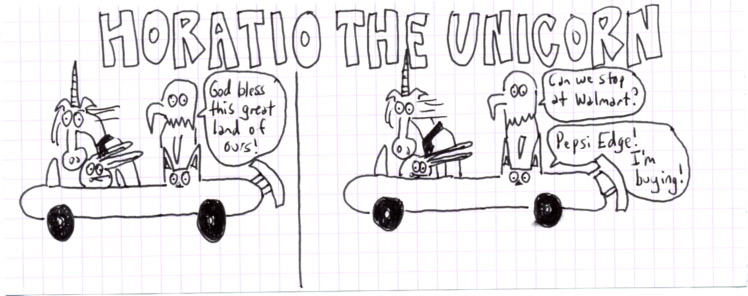 HORATIO THE UNICORN
God bless
this great
land of
ours!
Can we stop
at Walmart?
Pepsi Edge!
I'm
buying!